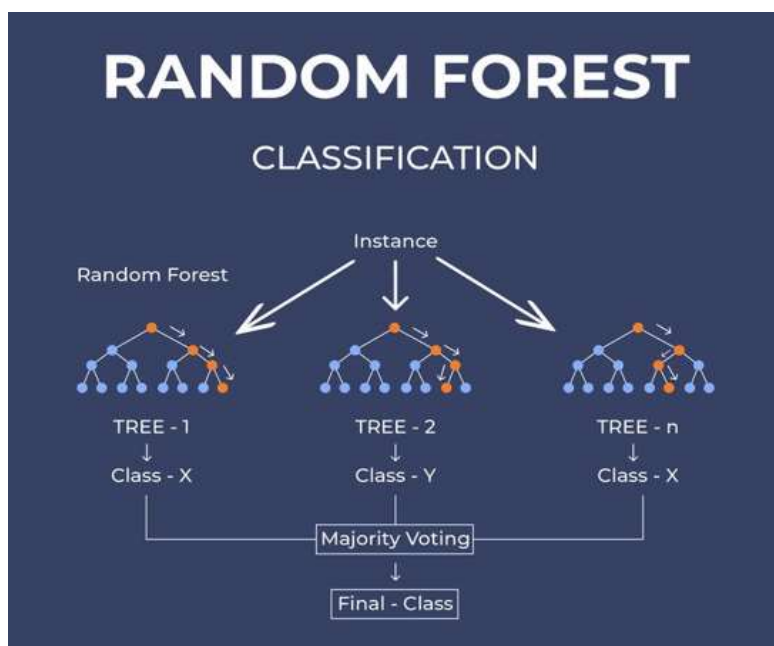 RANDOM FOREST
CLASSIFICATION
Instance
Random Forest
TREE - 1
TREE - 2
TREE - n
Class - X
Class - Y
Class - X
Majority Voting
Final - Class